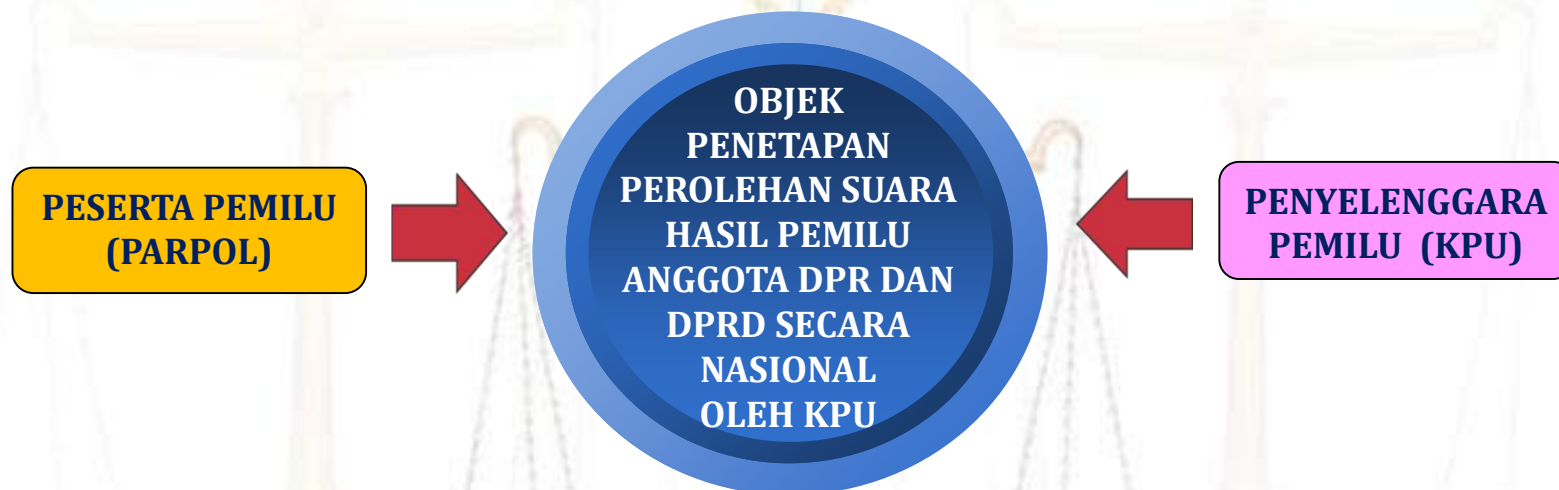 PESERTA PEMILU
(PARPOL)
OBJEK
PENETAPAN
PEROLEHAN SUARA
HASIL PEMILU
ANGGOTA DPR DAN
DPRD SECARA
NASIONAL
OLEH KPU
PENYELENGGARA
PEMILU (KPU)